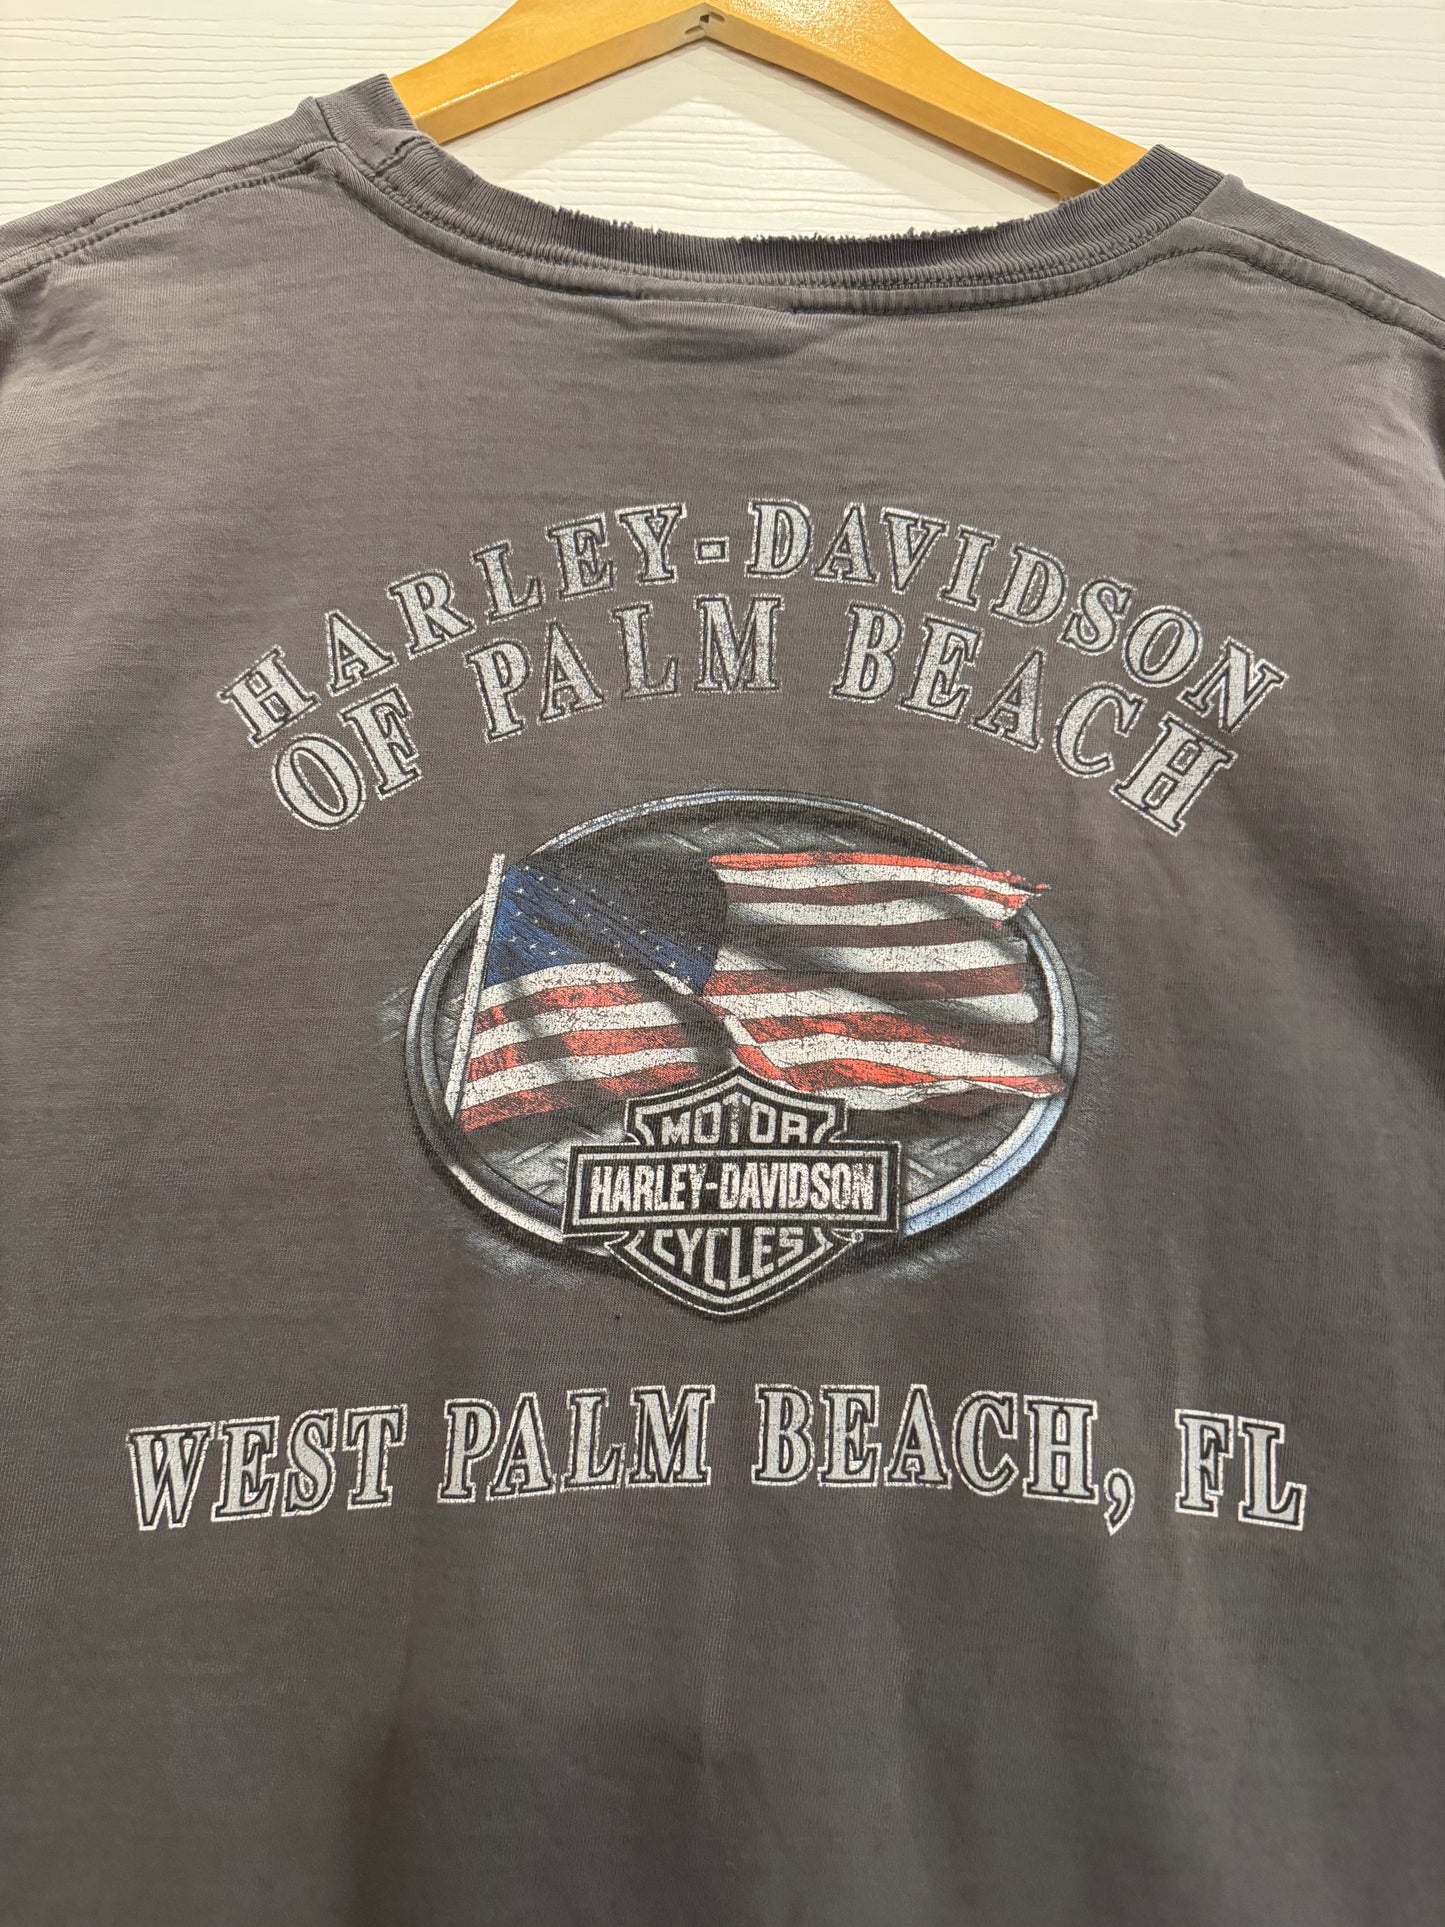 HARLEY-DAVIDSON
OF PALM BEACH
MOTOR
HARLEY-DAVIDSON
CYCLES
WEST PALM BEACH, FL